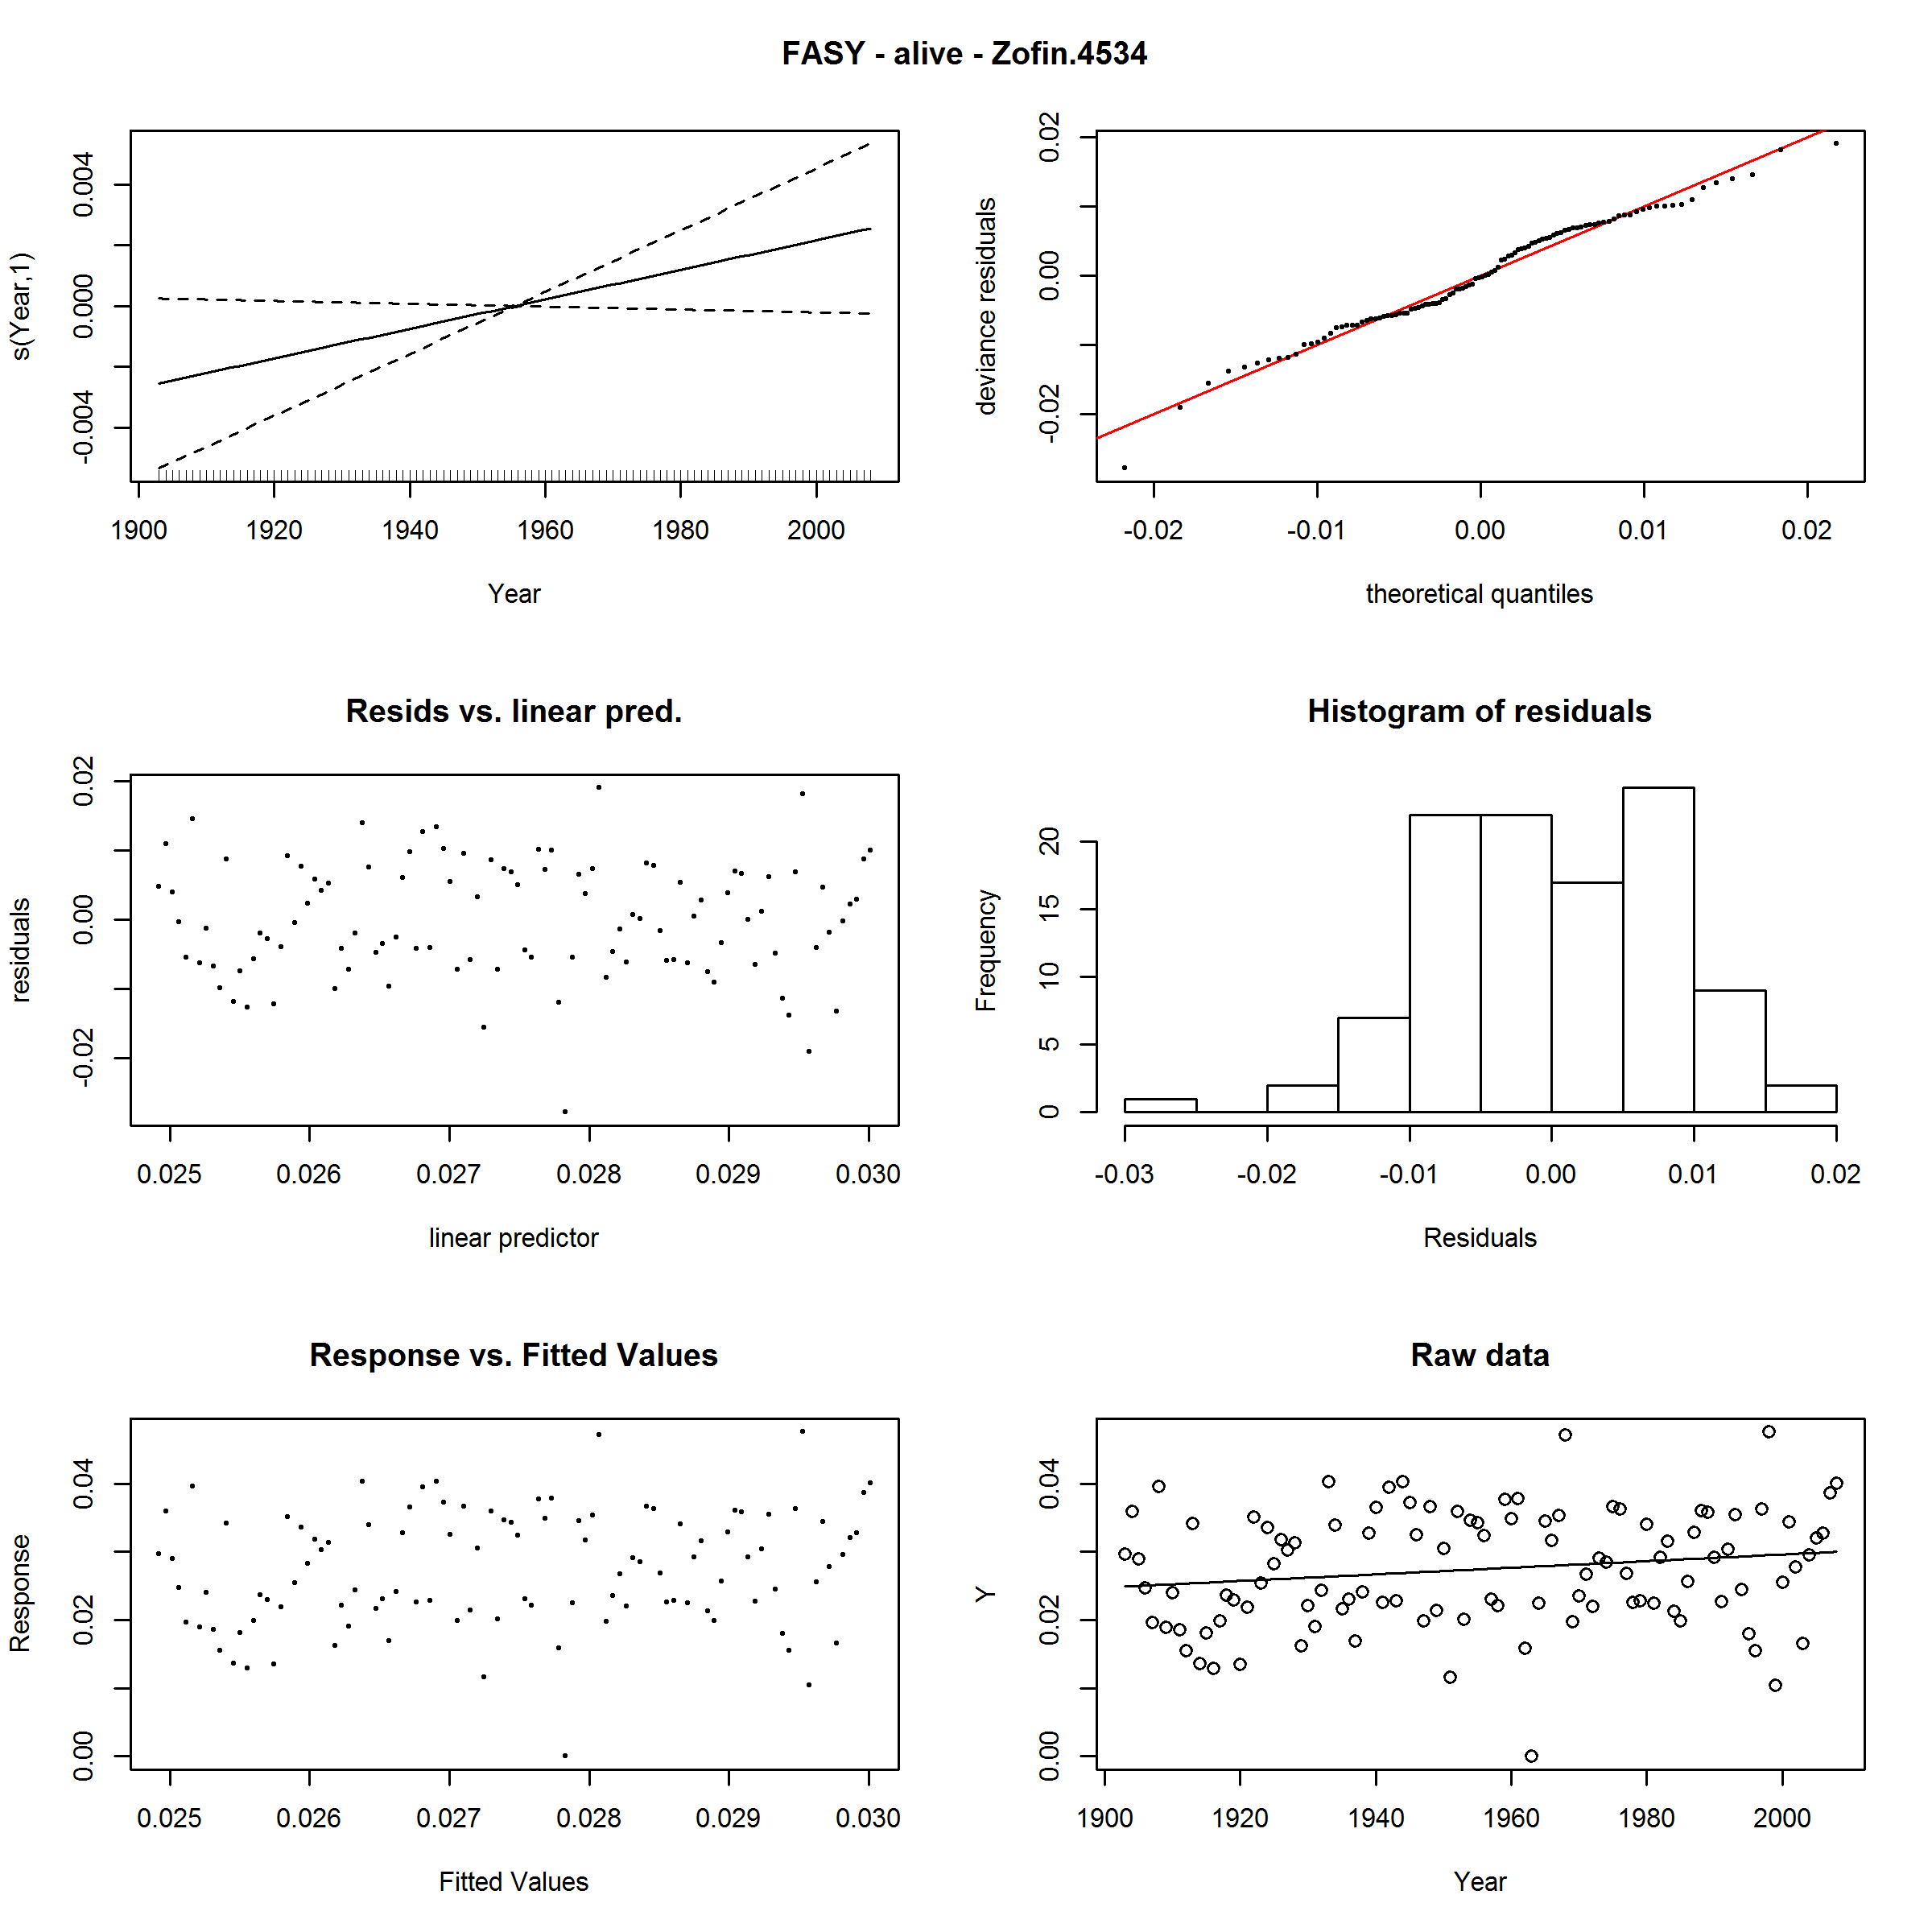 FASY - alive - Zofin.4534
s(Year,1)
-0.004 0.000 0.004
1900 1920 1940 1960 1980 2000
Year
deviance residuals
-0.02 0.00 0.02
-0.02 -0.01 0.00 0.01 0.02
theoretical quantiles
Resids vs. linear pred.
residuals
-0.02 0.00 0.02
0.025 0.026 0.027 0.028 0.029 0.030
linear predictor
Histogram of residuals
Frequency
0 5 10 15 20
-0.03 -0.02 -0.01 0.00 0.01 0.02
Residuals
Response vs. Fitted Values
Response
0.00 0.02 0.04
0.025 0.026 0.027 0.028 0.029 0.030
Fitted Values
Raw data
Y
0.00 0.02 0.04
1900 1920 1940 1960 1980 2000
Year